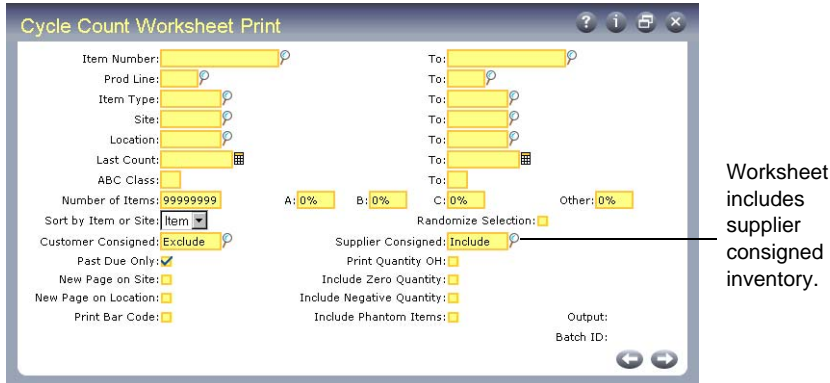 Cycle Count Worksheet Print
? i
Item Number: To:
Prod Line: To:
Item Type: To:
Site: To:
Location: To:
Last Count: To:
ABC Class: To:
Number of Items: 99999999 A: 0% B: 0% C: 0% Other: 0%
Sort by Item or Site: Item Randomize Selection:
Customer Consigned: Exclude Supplier Consigned: Include
Past Due Only: Print Quantity OH:
New Page on Site: Include Zero Quantity:
New Page on Location: Include Negative Quantity:
Print Bar Code: Include Phantom Items: Output:
Batch ID:
Worksheet
includes
supplier
consigned
inventory.